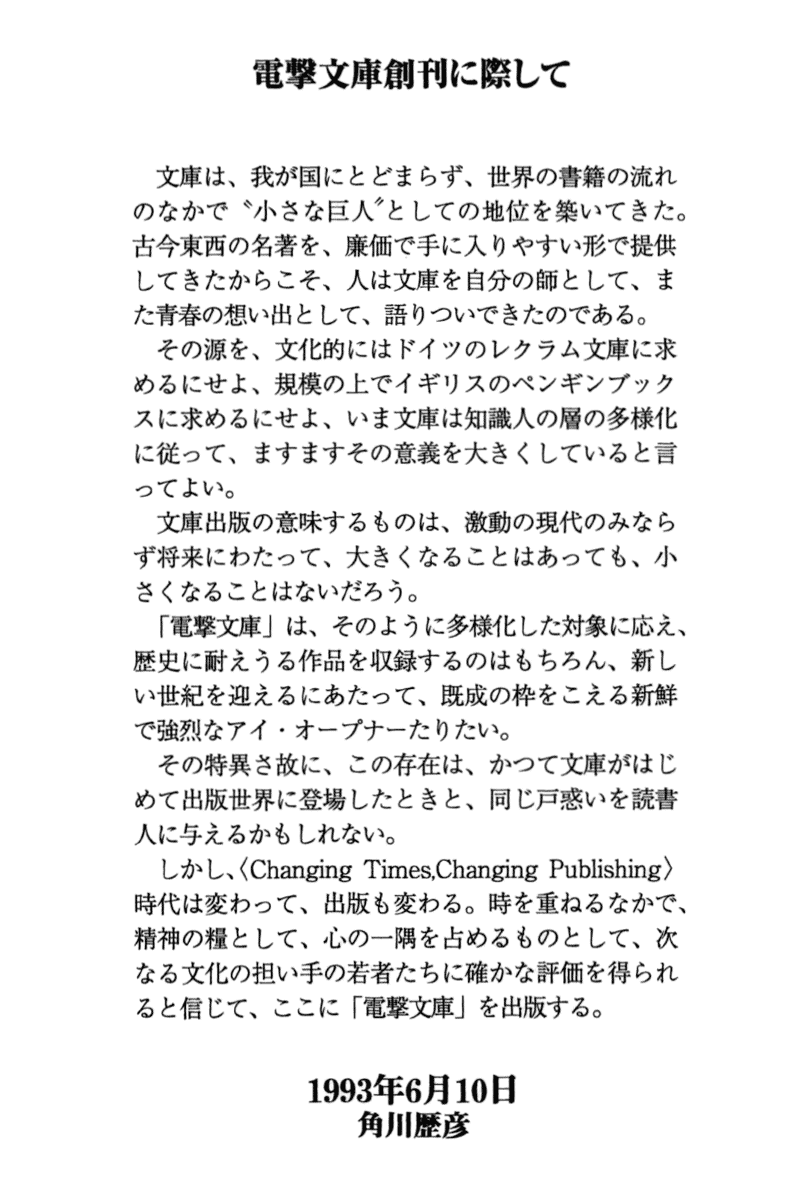 電撃文庫創刊に際して
文庫は、我が国にとどまらず、世界の書籍の流れ
のなかで〝小さな巨人〟としての地位を築いてきた。
古今東西の名著を、廉価で手に入りやすい形で提供
してきたからこそ、人は文庫を自分の師として、ま
た青春の想い出として、語りついできたのである。
その源を、文化的にはドイツのレクラム文庫に求
めるにせよ、規模の上でイギリスのペンギンブック
スに求めるにせよ、いま文庫は知識人の層の多様化
に従って、ますますその意義を大きくしていると言
ってよい。
文庫出版の意味するものは、激動の現代のみなら
ず将来にわたって、大きくなることはあっても、小
さくなることはないだろう。
「電撃文庫」は、そのように多様化した対象に応え、
歴史に耐えうる作品を収録するのはもちろん、新し
い世紀を迎えるにあたって、既成の枠をこえる新鮮
で強烈なアイ・オープナーたりたい。
その特異さ故に、この存在は、かつて文庫がはじ
めて出版世界に登場したときと、同じ戸惑いを読書
人に与えるかもしれない。
しかし、〈Changing Times,Changing Publishing〉
時代は変わって、出版も変わる。時を重ねるなかで、
精神の糧として、心の一隅を占めるものとして、次
なる文化の担い手の若者たちに確かな評価を得られ
ると信じて、ここに「電撃文庫」を出版する。
1993年6月10日
角川歴彦